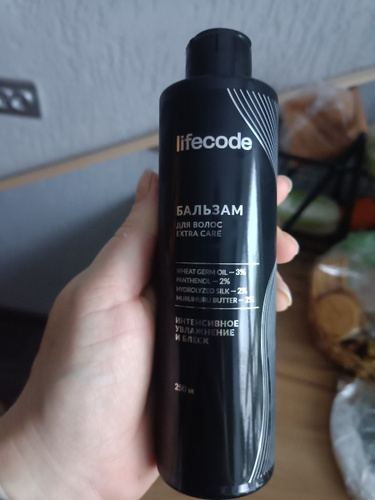 lifecode
БАЛЬЗАМ
ДЛЯ ВОЛОС
EXTRA CARE
WHEAT GERM OIL – 3%
PANTHENOL – 2%
HYDROLYZED SILK – 2%
MURUMURU BUTTER – 2%
ИНТЕНСИВНОЕ
УВЛАЖНЕНИЕ
И БЛЕСК
250 мл